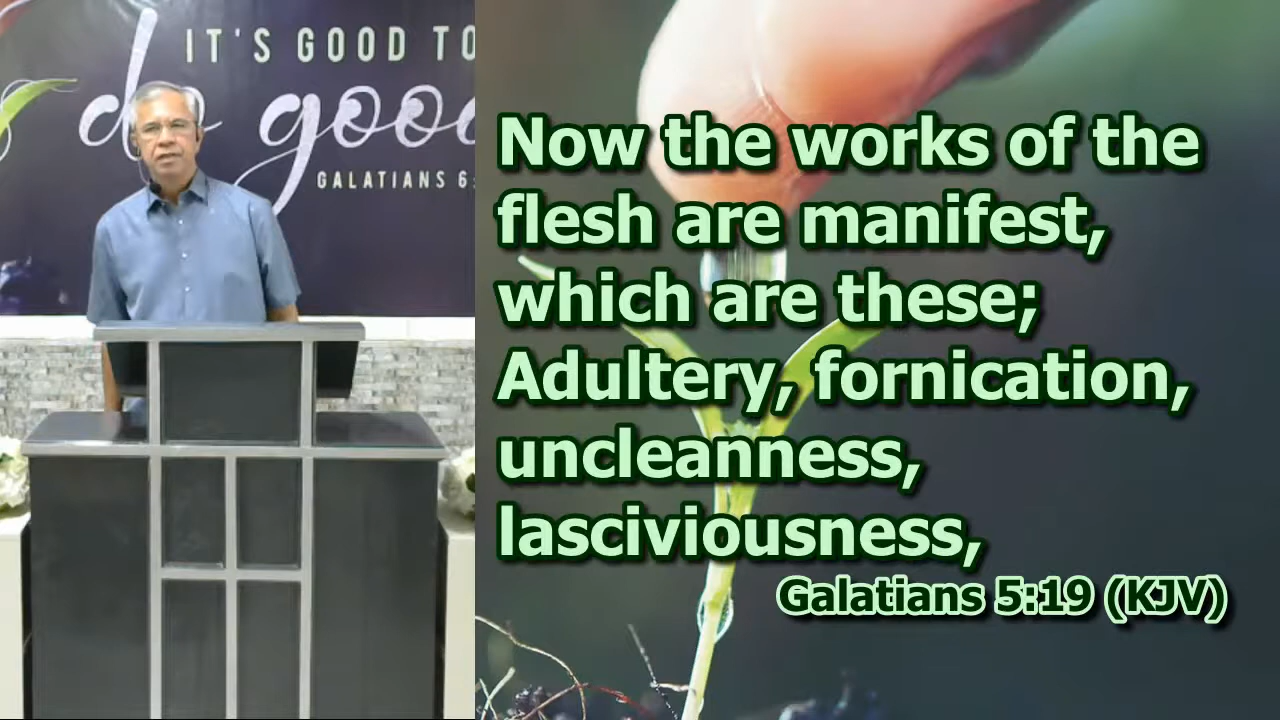 IT'S GOOD TO
do good
GALATIANS 6:
Now the works of the
flesh are manifest,
which are these;
Adultery, fornication,
uncleanness,
lasciviousness,
Galatians 5:19 (KJV)